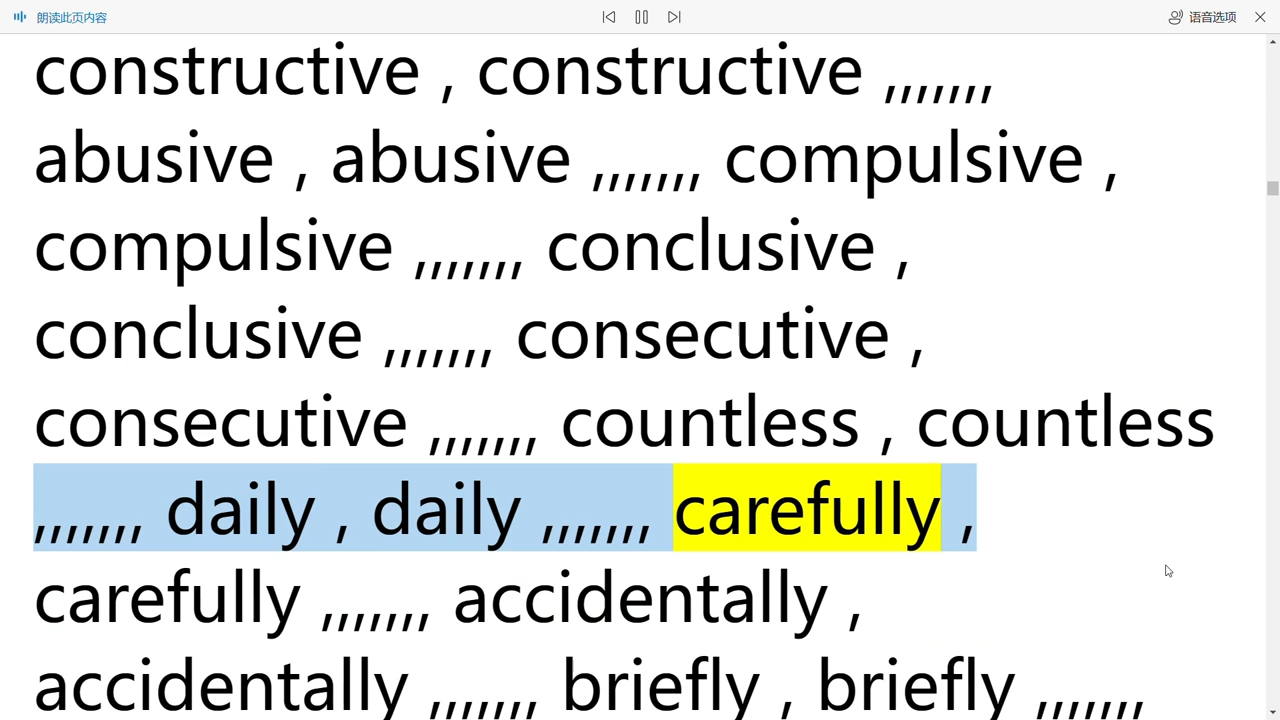 朗读此页内容
语音选项
constructive , constructive ,,,,,,,
abusive , abusive ,,,,,,, compulsive ,
compulsive ,,,,,,, conclusive ,
conclusive ,,,,,,, consecutive ,
consecutive ,,,,,,, countless , countless
,,,,,,, daily , daily ,,,,,,, carefully ,
carefully ,,,,,,, accidentally ,
accidentally ,,,,,,, briefly , briefly ,,,,,,,